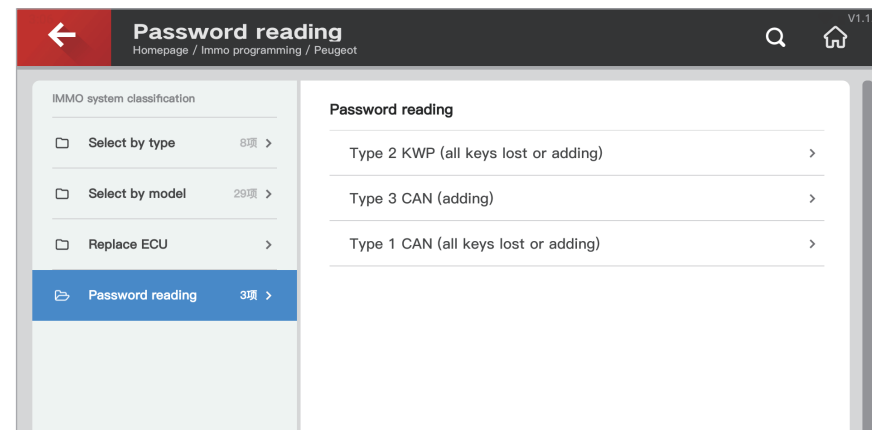 Password reading
V1.1
Homepage / Immo programming / Peugeot
IMMO system classification
Select by type 8项
Select by model 29项
Replace ECU
Password reading 3项
Password reading
Type 2 KWP (all keys lost or adding)
Type 3 CAN (adding)
Type 1 CAN (all keys lost or adding)